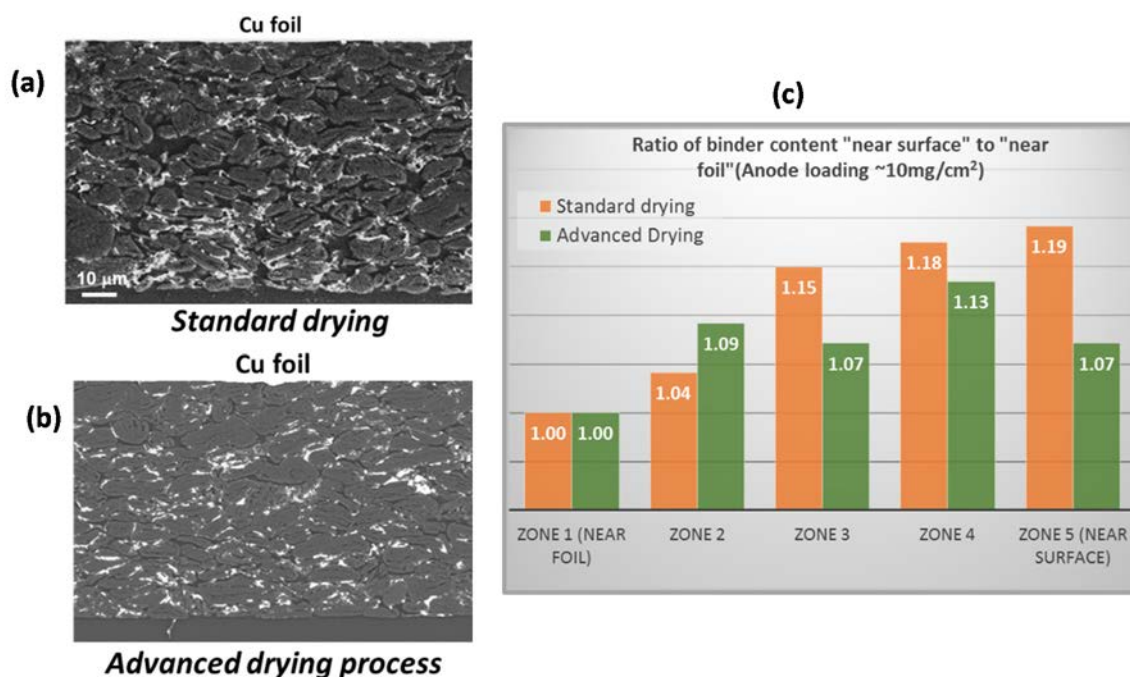 Cu foil
(a)
10 μm
Standard drying
Cu foil
(b)
Advanced drying process
(c)
Ratio of binder content "near surface" to "near
foil"(Anode loading ~10mg/cm²)
Standard drying
Advanced Drying
1.00
1.00
1.04
1.09
1.15
1.07
1.18
1.13
1.19
1.07
ZONE 1 (NEAR
FOIL)
ZONE 2
ZONE 3
ZONE 4
ZONE 5 (NEAR
SURFACE)